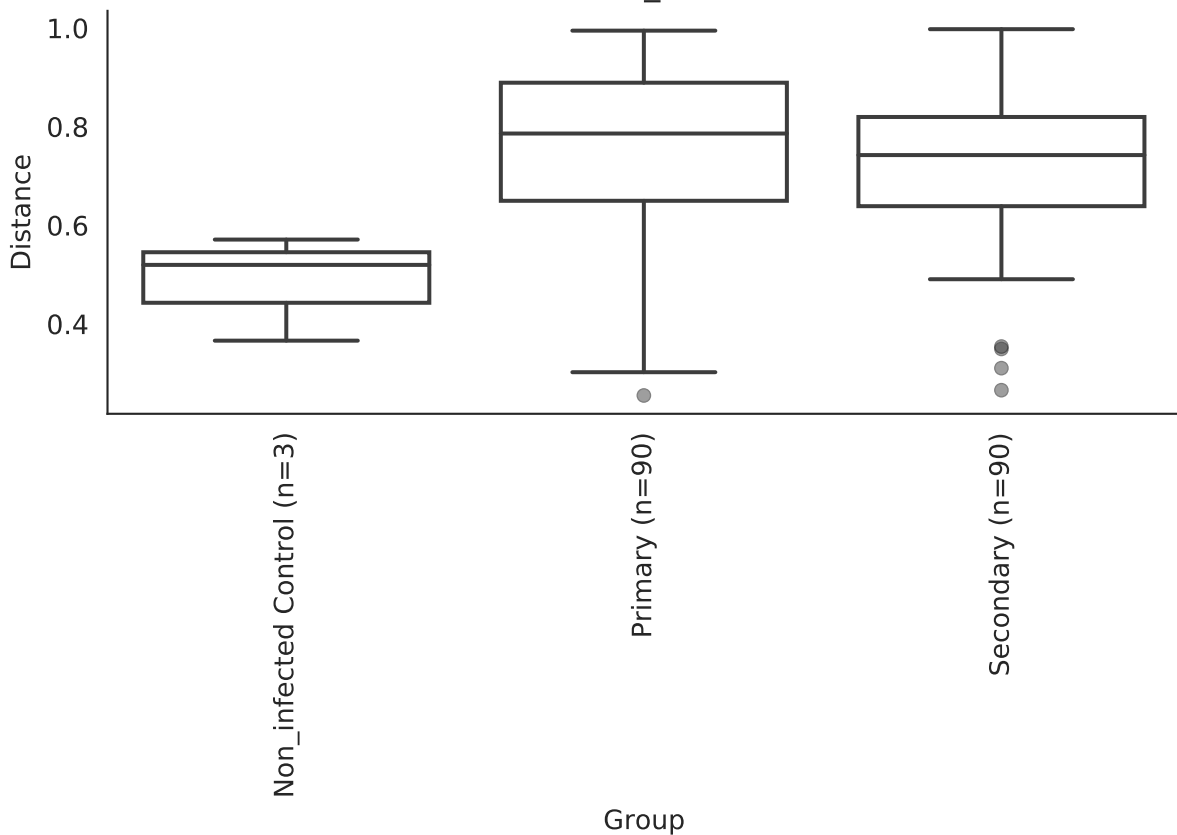 1.0
0.8
0.6
0.4
Distance
Non_infected Control (n=3)
Primary (n=90)
Secondary (n=90)
Group